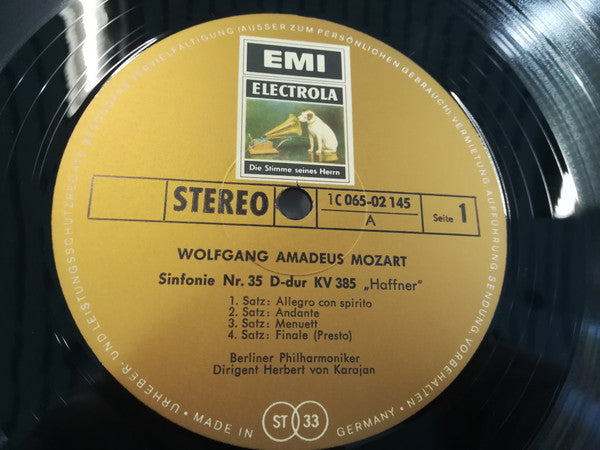 EMI
ELECTROLA
Die Stimme seines Herrn
STEREO
1C 065-02 145
A
Seite 1
WOLFGANG AMADEUS MOZART
Sinfonie Nr. 35 D-dur KV 385 „Haffner“
1. Satz: Allegro con spirito
2. Satz: Andante
3. Satz: Menuett
4. Satz: Finale (Presto)
Berliner Philharmoniker
Dirigent Herbert von Karajan
URHEBER- UND LEISTUNGSSCHUTZRECHTE, BESONDERS VERVIELFÄLTIGUNG (AUSSER ZUM PERSÖNLICHEN GEBRAUCH) VERMIETUNG, AUFFÜHRUNG, SENDUNG VORBEHALTEN
• MADE IN
ST 33
GERMANY •